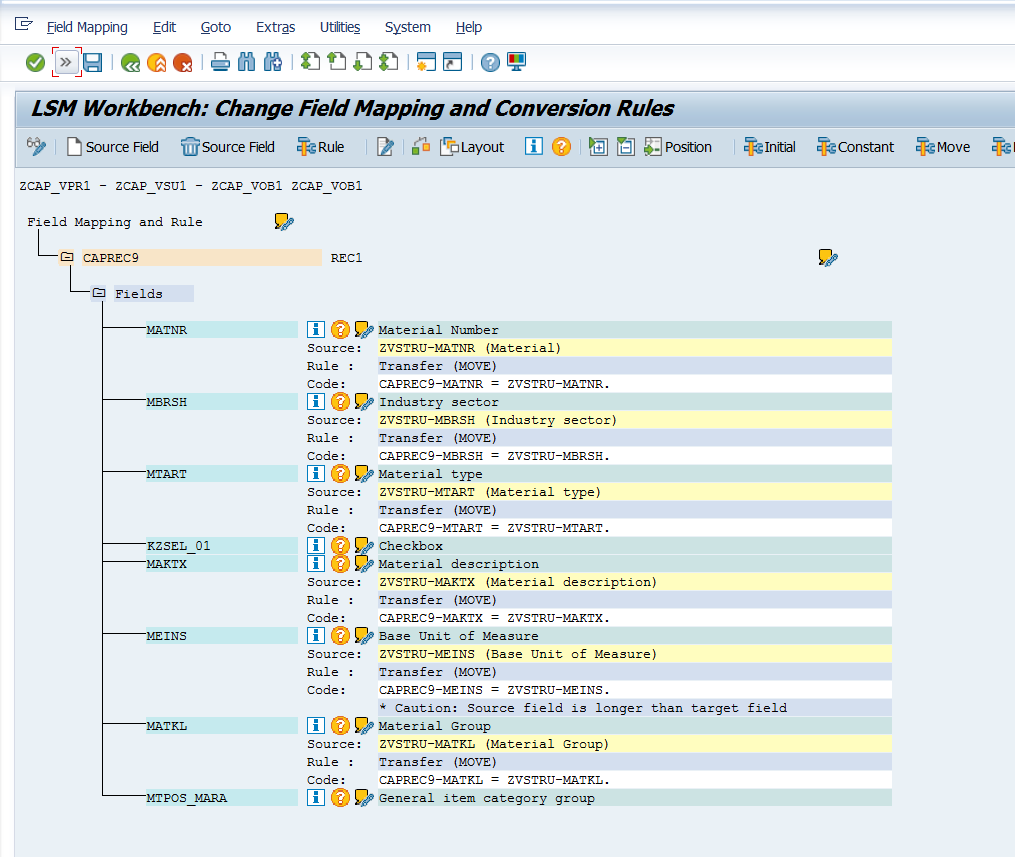 Field Mapping Edit Goto Extras Utilities System Help
LSM Workbench: Change Field Mapping and Conversion Rules
Source Field Source Field Rule Layout Position Initial Constant Move
ZCAP_VPR1 - ZCAP_VSU1 - ZCAP_VOB1 ZCAP_VOB1
Field Mapping and Rule
CAPREC9 REC1
Fields
MATNR Material Number
Source: ZVSTRU-MATNR (Material)
Rule : Transfer (MOVE)
Code: CAPREC9-MATNR = ZVSTRU-MATNR.
MBRSH Industry sector
Source: ZVSTRU-MBRSH (Industry sector)
Rule : Transfer (MOVE)
Code: CAPREC9-MBRSH = ZVSTRU-MBRSH.
MTART Material type
Source: ZVSTRU-MTART (Material type)
Rule : Transfer (MOVE)
Code: CAPREC9-MTART = ZVSTRU-MTART.
KZSEL_01 Checkbox
MAKTX Material description
Source: ZVSTRU-MAKTX (Material description)
Rule : Transfer (MOVE)
Code: CAPREC9-MAKTX = ZVSTRU-MAKTX.
MEINS Base Unit of Measure
Source: ZVSTRU-MEINS (Base Unit of Measure)
Rule : Transfer (MOVE)
Code: CAPREC9-MEINS = ZVSTRU-MEINS.
* Caution: Source field is longer than target field
MATKL Material Group
Source: ZVSTRU-MATKL (Material Group)
Rule : Transfer (MOVE)
Code: CAPREC9-MATKL = ZVSTRU-MATKL.
MTPOS_MARA General item category group